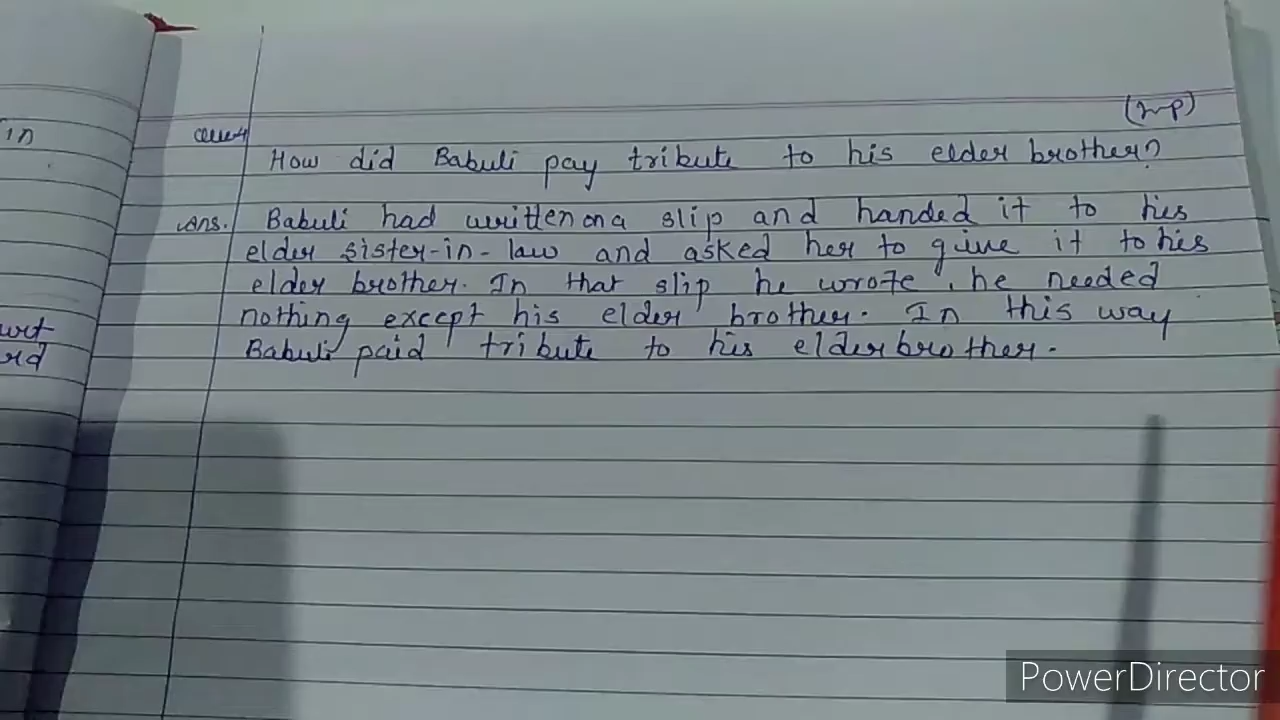 in
(Imp)
Ques
How did Babuli pay tribute to his elder brother?
Ans. Babuli had written on a slip and handed it to his
elder sister-in-law and asked her to give it to his
elder brother. In that slip he wrote, he needed
nothing except his elder brother. In this way
Babuli paid tribute to his elder brother.
PowerDirector